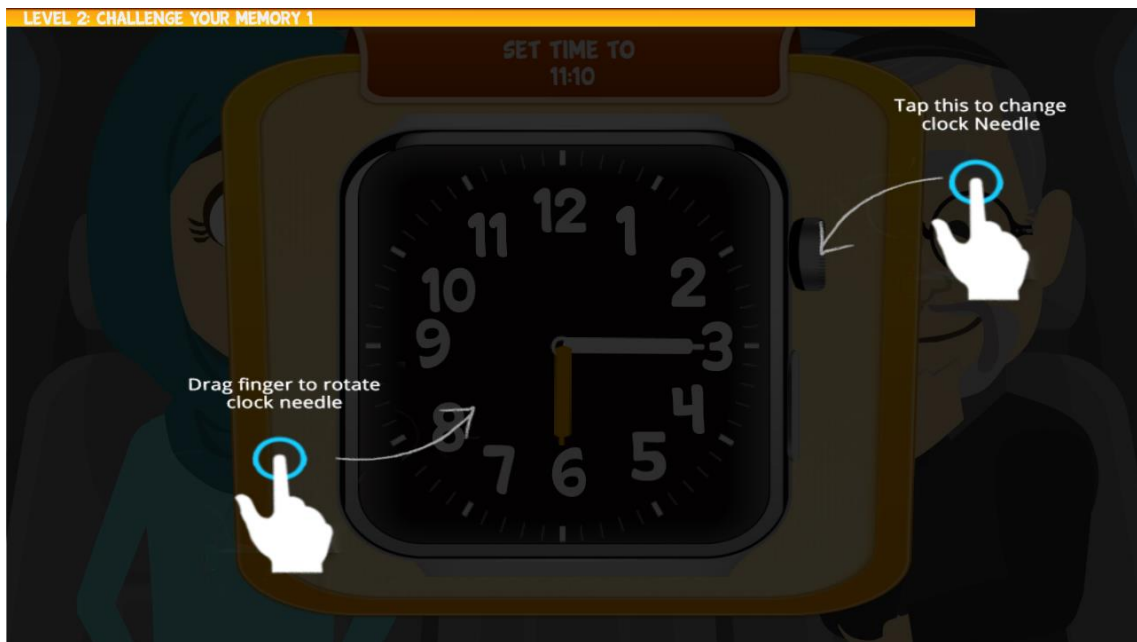 LEVEL 2: CHALLENGE YOUR MEMORY 1
SET TIME TO
11:10
Tap this to change
clock Needle
12
11
1
10
2
9
3
Drag finger to rotate
clock needle
8
4
7
5
6